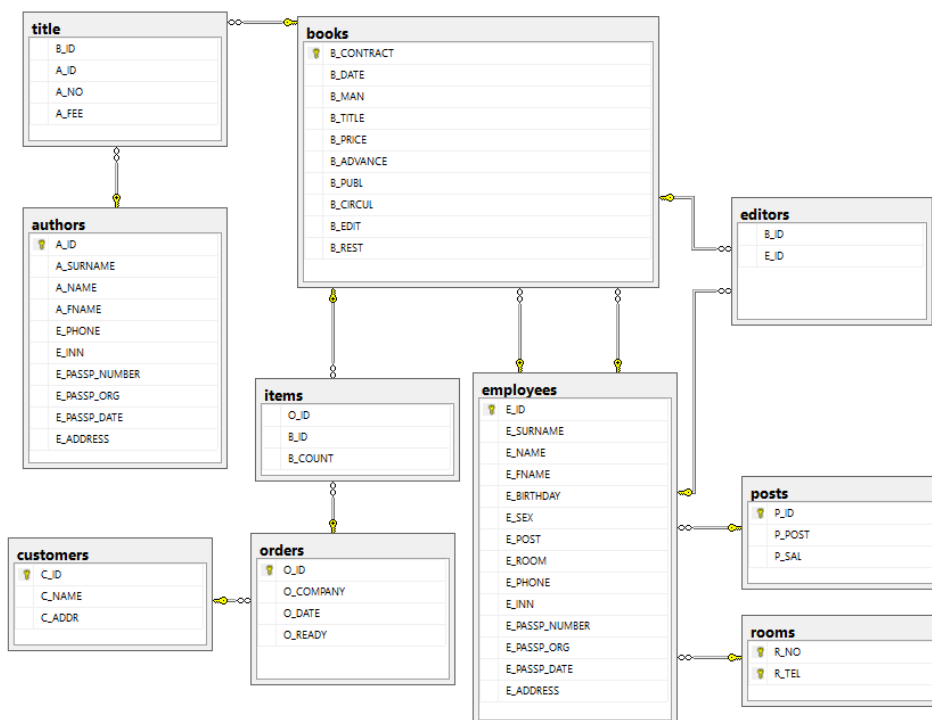 title
B_ID
A_ID
A_NO
A_FEE
books
B_CONTRACT
B_DATE
B_MAN
B_TITLE
B_PRICE
B_ADVANCE
B_PUBL
B_CIRCUL
B_EDIT
B_REST
authors
A_ID
A_SURNAME
A_NAME
A_FNAME
E_PHONE
E_INN
E_PASSP_NUMBER
E_PASSP_ORG
E_PASSP_DATE
E_ADDRESS
editors
B_ID
E_ID
items
O_ID
B_ID
B_COUNT
employees
E_ID
E_SURNAME
E_NAME
E_FNAME
E_BIRTHDAY
E_SEX
E_POST
E_ROOM
E_PHONE
E_INN
E_PASSP_NUMBER
E_PASSP_ORG
E_PASSP_DATE
E_ADDRESS
posts
P_ID
P_POST
P_SAL
customers
C_ID
C_NAME
C_ADDR
orders
O_ID
O_COMPANY
O_DATE
O_READY
rooms
R_NO
R_TEL